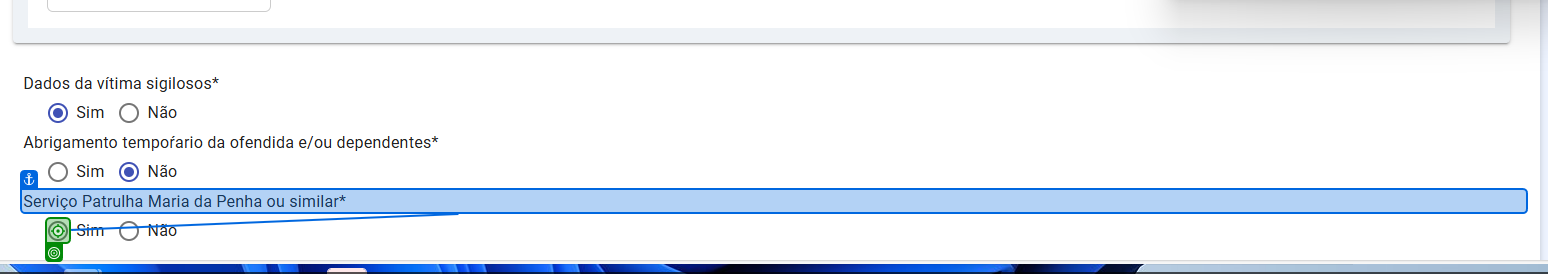 Dados da vítima sigilosos*
Sim Não
Abrigamento tempoŕario da ofendida e/ou dependentes*
Sim Não
Serviço Patrulha Maria da Penha ou similar*
Sim Não